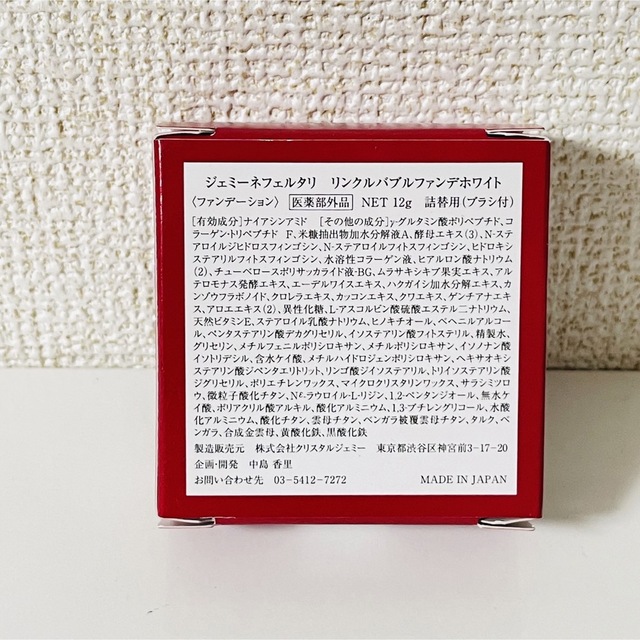 ジェミーネフェルタリ　リンクルバブルファンデホワイト
〈ファンデーション〉 医薬部外品 NET 12g 詰替用(ブラシ付)
[有効成分]ナイアシンアミド　[その他の成分]γ-グルタミン酸ポリペプチド、コ
ラーゲン・トリペプチド F、米糠抽出物加水分解液A、酵母エキス(3)、N-ステ
アロイルジヒドロスフィンゴシン、N-ステアロイルフィトスフィンゴシン、ヒドロキシ
ステアリルフィトスフィンゴシン、水溶性コラーゲン液、ヒアルロン酸ナトリウム
(2)、チューベロースポリサッカライド液・BG、ムラサキシキブ果実エキス、アル
テロモナス発酵エキス、エーデルワイスエキス、ハクガイシ加水分解エキス、カ
ンゾウフラボノイド、クロレラエキス、カッコンエキス、クワエキス、ゲンチアナエキ
ス、アロエエキス(2)、異性化糖、L-アスコルビン酸硫酸エステル二ナトリウム、
天然ビタミンE、ステアロイル乳酸ナトリウム、ヒノキチオール、ベヘニルアルコー
ル、ペンタステアリン酸デカグリセリル、イソステアリン酸フィトステリル、精製水、
グリセリン、メチルフェニルポリシロキサン、メチルポリシロキサン、イソノナン酸
イソトリデシル、含水ケイ酸、メチルハイドロジェンポリシロキサン、ヘキサオキシ
ステアリン酸ジペンタエリトリット、リンゴ酸ジイソステアリル、トリイソステアリン酸
ジグリセリル、ポリエチレンワックス、マイクロクリスタリンワックス、サラシミツロ
ウ、微粒子酸化チタン、Nε-ラウロイル-L-リジン、1,2-ペンタンジオール、無水ケ
イ酸、ポリアクリル酸アルキル、酸化アルミニウム、1,3-ブチレングリコール、水酸
化アルミニウム、酸化チタン、雲母チタン、ベンガラ被覆雲母チタン、タルク、ベ
ンガラ、合成金雲母、黄酸化鉄、黒酸化鉄
製造販売元　株式会社クリスタルジェミー　東京都渋谷区神宮前3-17-20
企画・開発　中島 香里
お問い合わせ先　03-5412-7272　MADE IN JAPAN